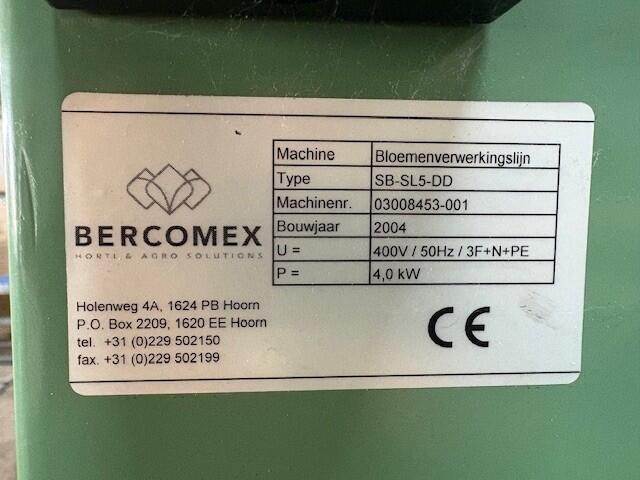 BERCOMEX
HORTI & AGRO SOLUTIONS
Machine Bloemenverwerkingslijn
Type SB-SL5-DD
Machinenr. 03008453-001
Bouwjaar 2004
U = 400V / 50Hz / 3F+N+PE
P = 4,0 kW
Holenweg 4A, 1624 PB Hoorn
P.O. Box 2209, 1620 EE Hoorn
tel. +31 (0)229 502150
fax. +31 (0)229 502199
CE